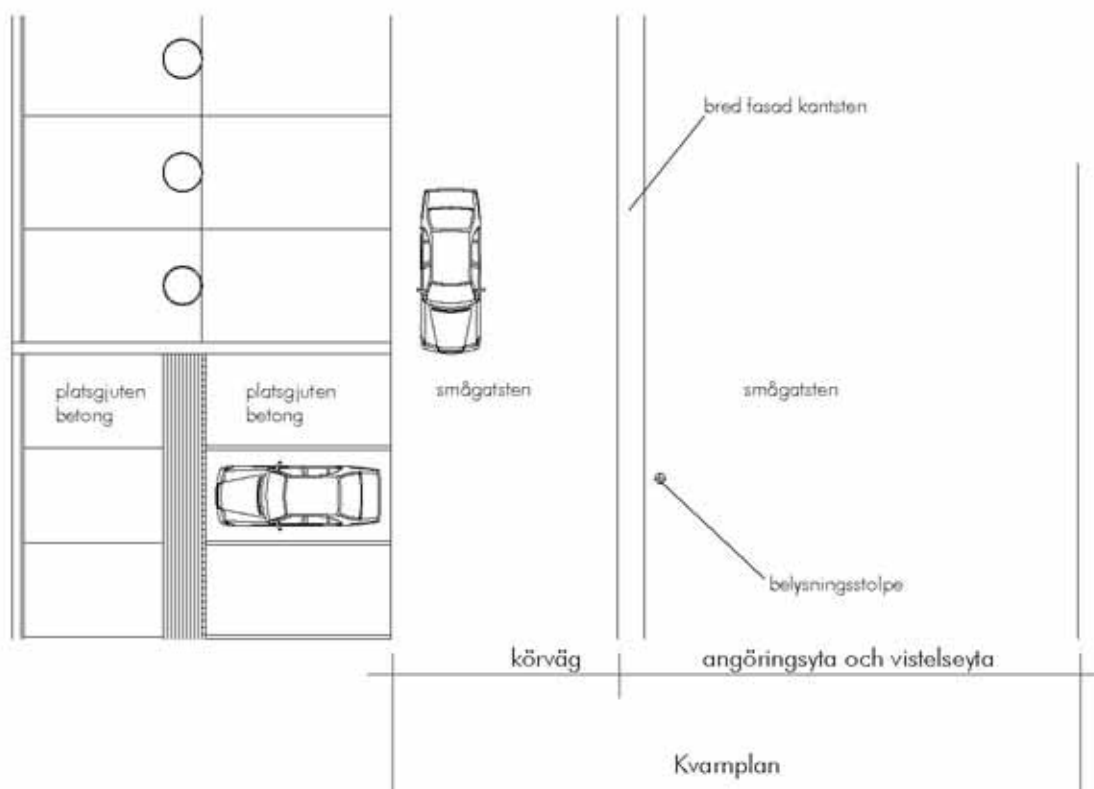 bred fasad kantsten
platsgjuten
betong
platsgjuten
betong
smågatsten
smågatsten
belysningsstolpe
körväg
angöringsyta och vistelseyta
Kvarnplan